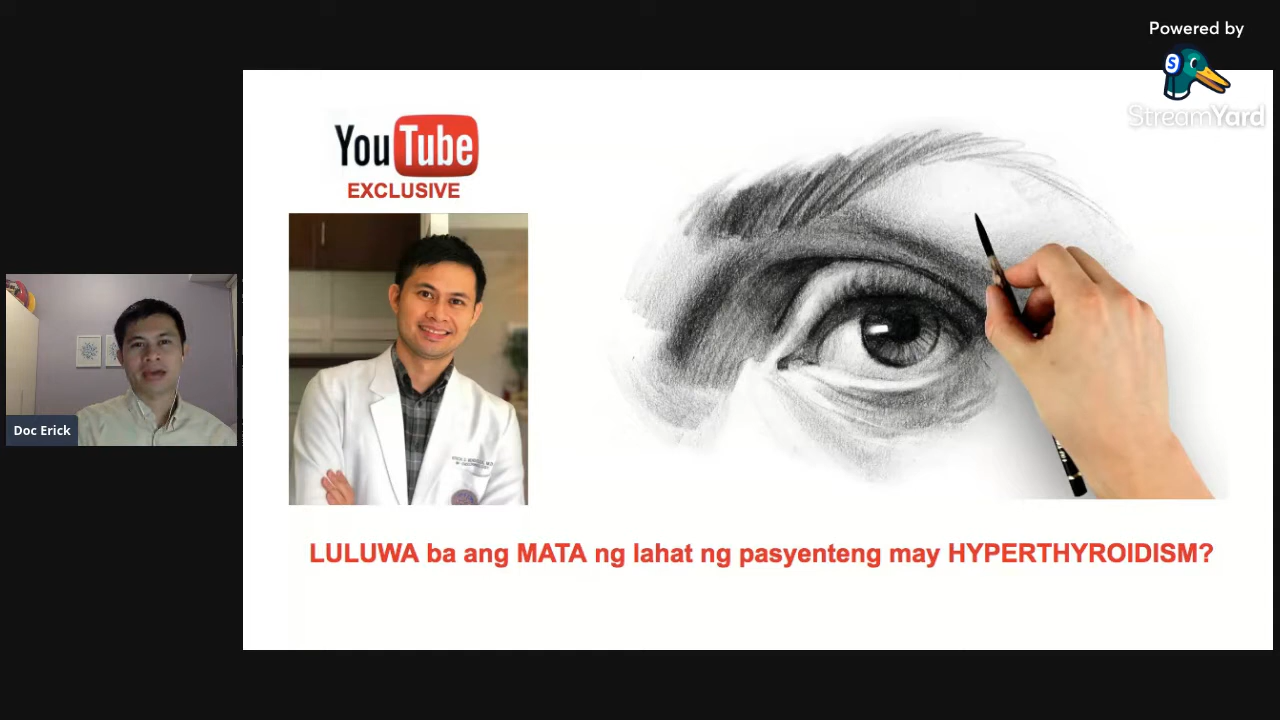 Powered by
StreamYard
YouTube
EXCLUSIVE
Doc Erick
LULUWA ba ang MATA ng lahat ng pasyenteng may HYPERTHYROIDISM?